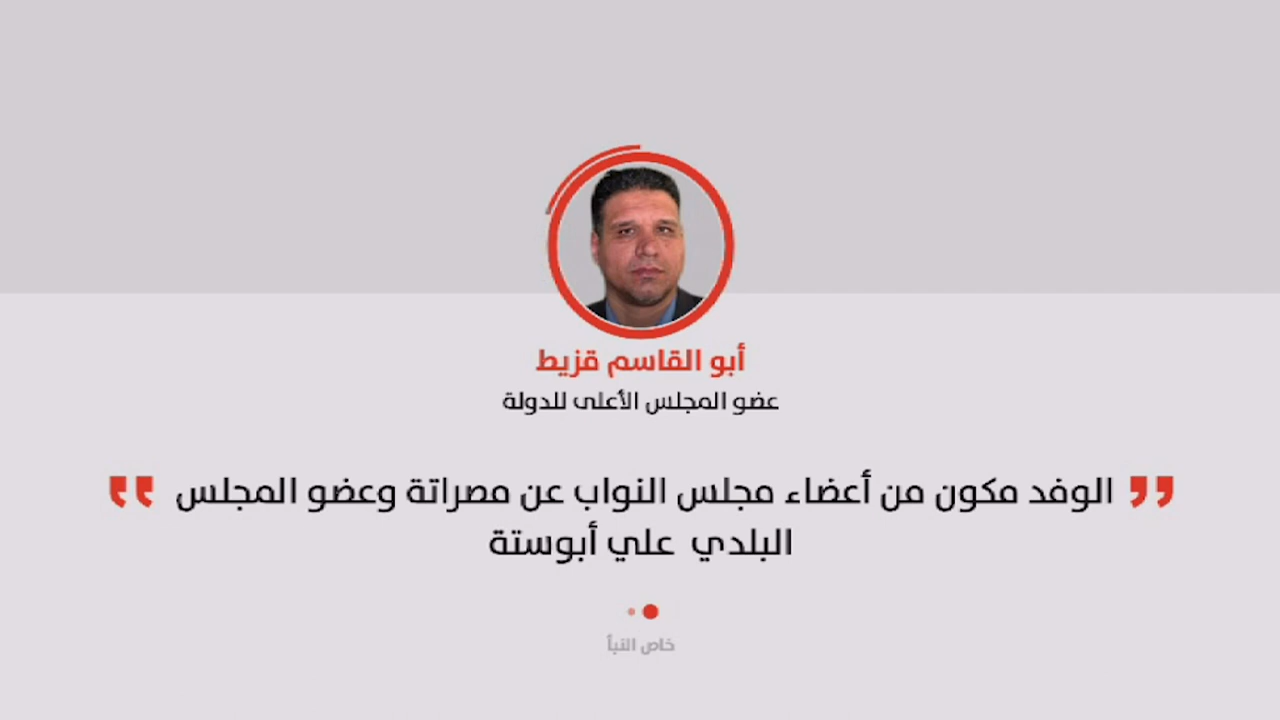 أبو القاسم قزيط
عضو المجلس الأعلى للدولة
" الوفد مكون من أعضاء مجلس النواب عن مصراتة وعضو المجلس "
البلدي علي أبوستة
خاص النبأ